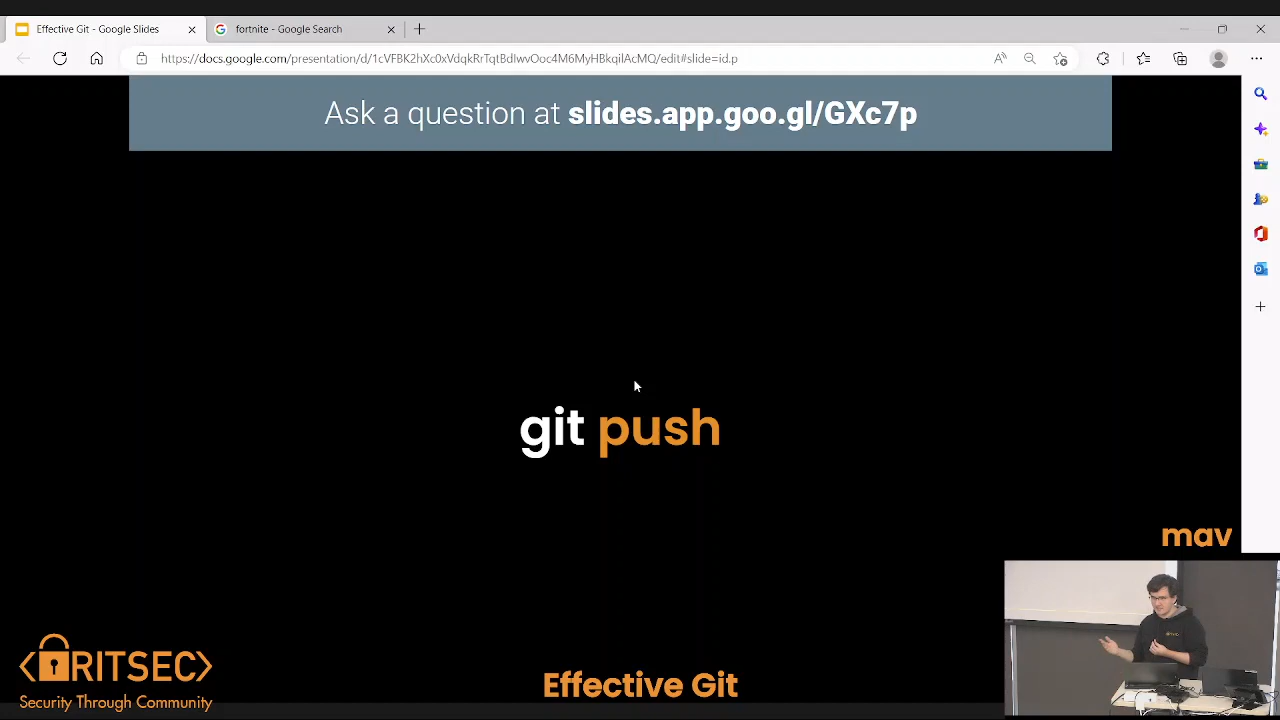 Effective Git - Google Slides
fortnite - Google Search
https://docs.google.com/presentation/d/1cVFBK2hXc0xVdqkRrTqtBdIwvOoc4M6MyHBkqiIAcMQ/edit#slide=id.p
Ask a question at slides.app.goo.gl/GXc7p
git push
mav
RITSEC
Security Through Community
Effective Git